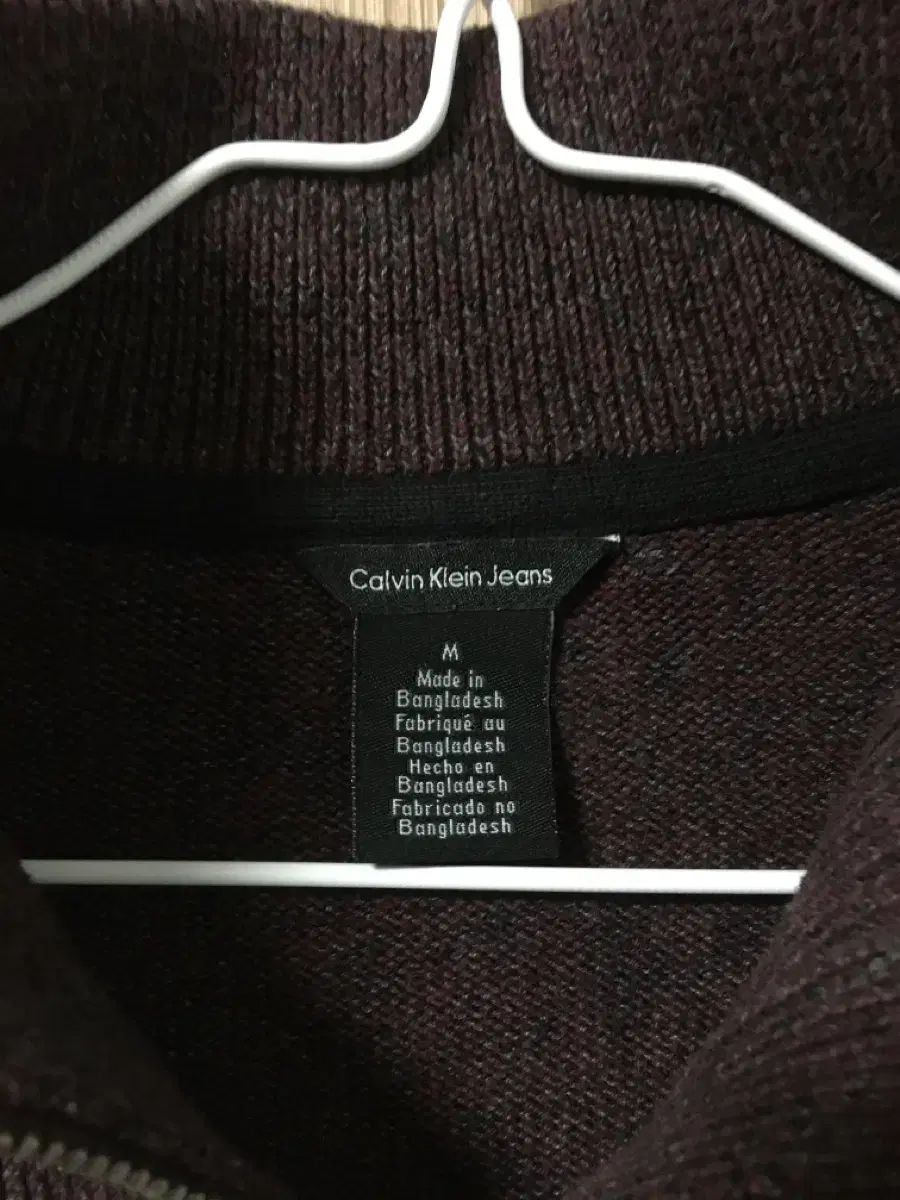 Calvin Klein Jeans
M
Made in
Bangladesh
Fabriqué au
Bangladesh
Hecho en
Bangladesh
Fabricado no
Bangladesh